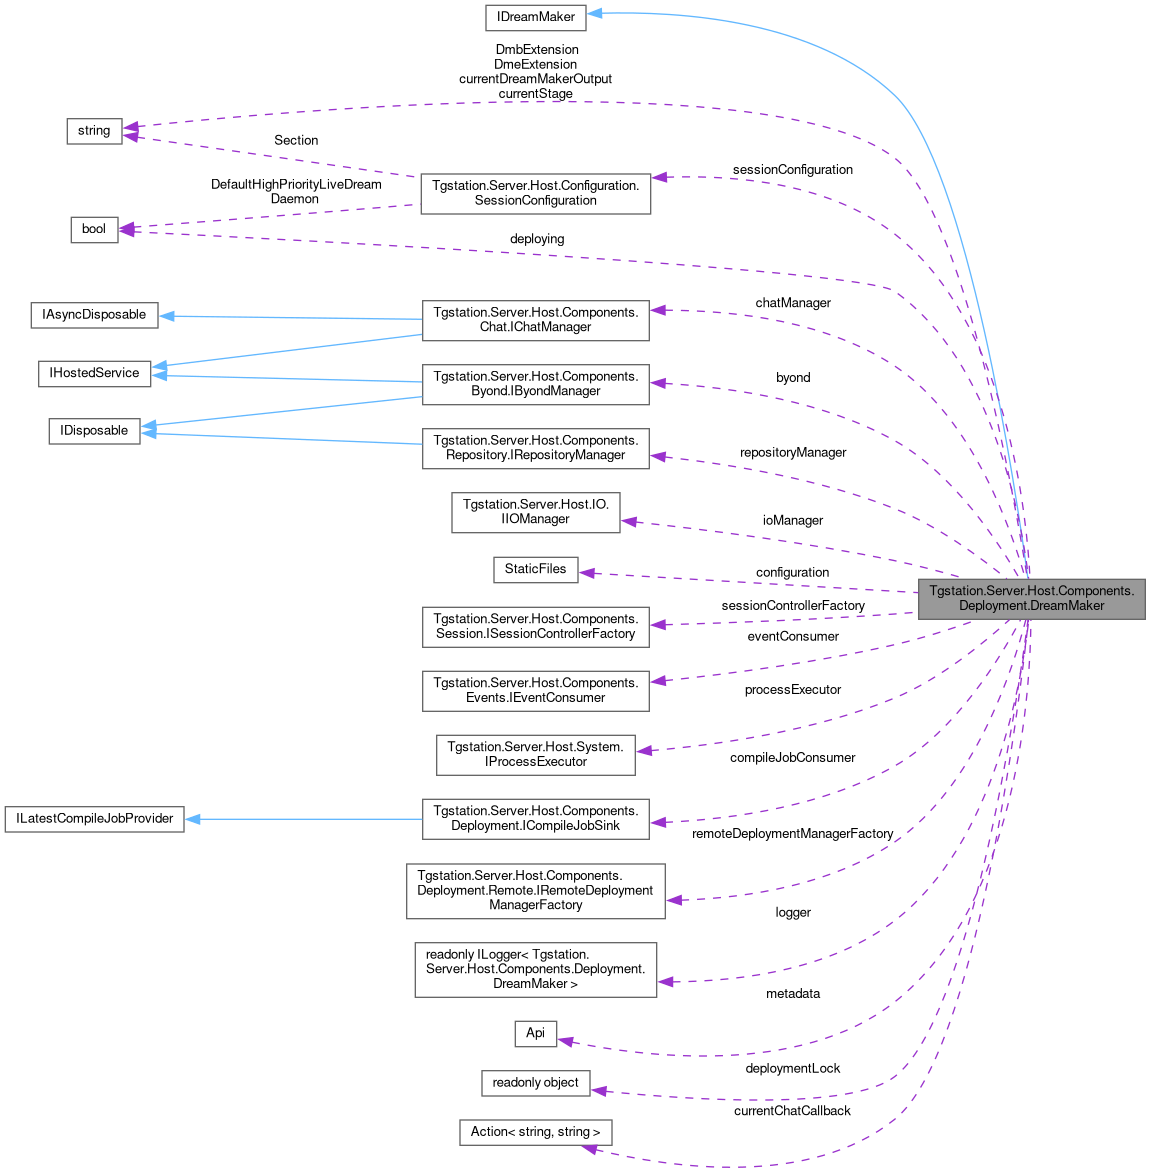 IDreamMaker
DmbExtension
DmeExtension
currentDreamMakerOutput
currentStage
string
Section
sessionConfiguration
Tgstation.Server.Host.Configuration.
SessionConfiguration
DefaultHighPriorityLiveDream
Daemon
bool
deploying
chatManager
IAsyncDisposable
Tgstation.Server.Host.Components.
Chat.IChatManager
IHostedService
Tgstation.Server.Host.Components.
Byond.IByondManager
byond
IDisposable
Tgstation.Server.Host.Components.
Repository.IRepositoryManager
repositoryManager
Tgstation.Server.Host.IO.
IIOManager
ioManager
StaticFiles
configuration
Tgstation.Server.Host.Components.
Deployment.DreamMaker
sessionControllerFactory
Tgstation.Server.Host.Components.
Session.ISessionControllerFactory
eventConsumer
Tgstation.Server.Host.Components.
Events.IEventConsumer
processExecutor
Tgstation.Server.Host.System.
IProcessExecutor
compileJobConsumer
ILatestCompileJobProvider
Tgstation.Server.Host.Components.
Deployment.ICompileJobSink
remoteDeploymentManagerFactory
Tgstation.Server.Host.Components.
Deployment.Remote.IRemoteDeployment
ManagerFactory
logger
readonly ILogger< Tgstation.
Server.Host.Components.Deployment.
DreamMaker >
metadata
Api
deploymentLock
readonly object
currentChatCallback
Action< string, string >